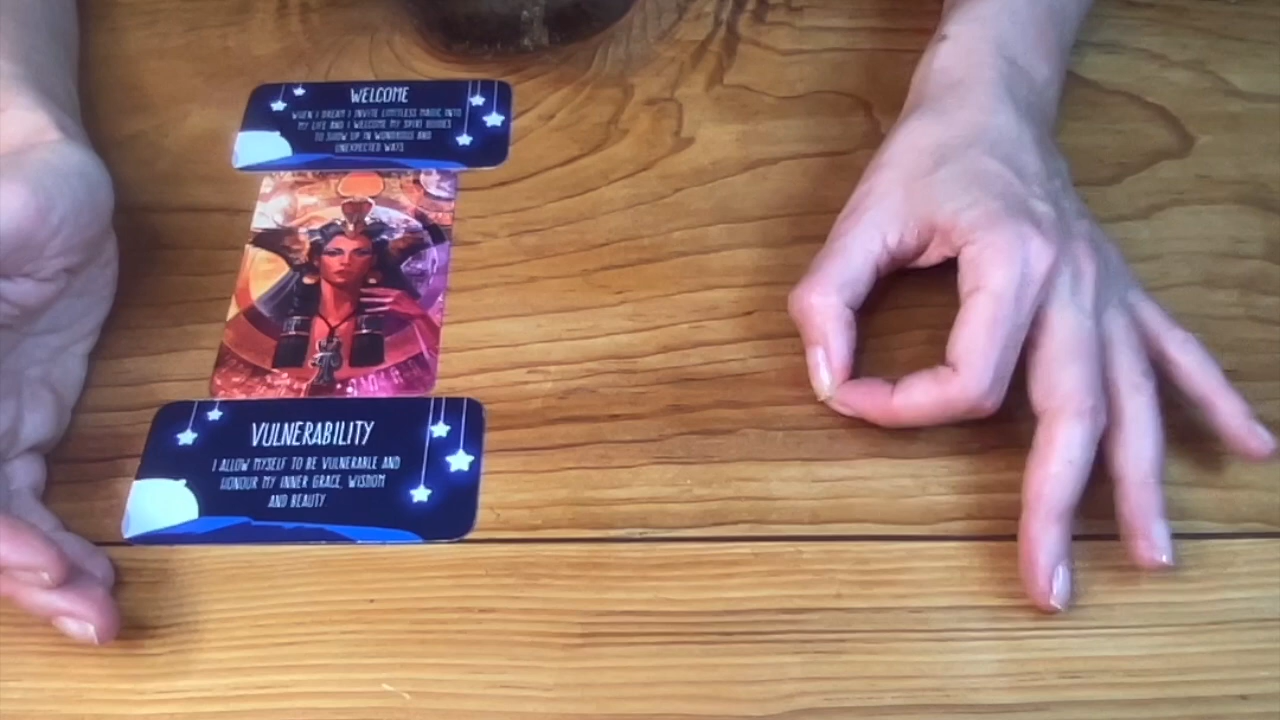 WELCOME
WHEN I DREAM I INVITE LIMITLESS MAGIC INTO
MY LIFE AND I WELCOME MY SPIRIT GUIDES
TO SHOW UP IN WONDROUS AND
UNEXPECTED WAYS
VULNERABILITY
I ALLOW MYSELF TO BE VULNERABLE AND
HONOUR MY INNER GRACE, WISDOM
AND BEAUTY.